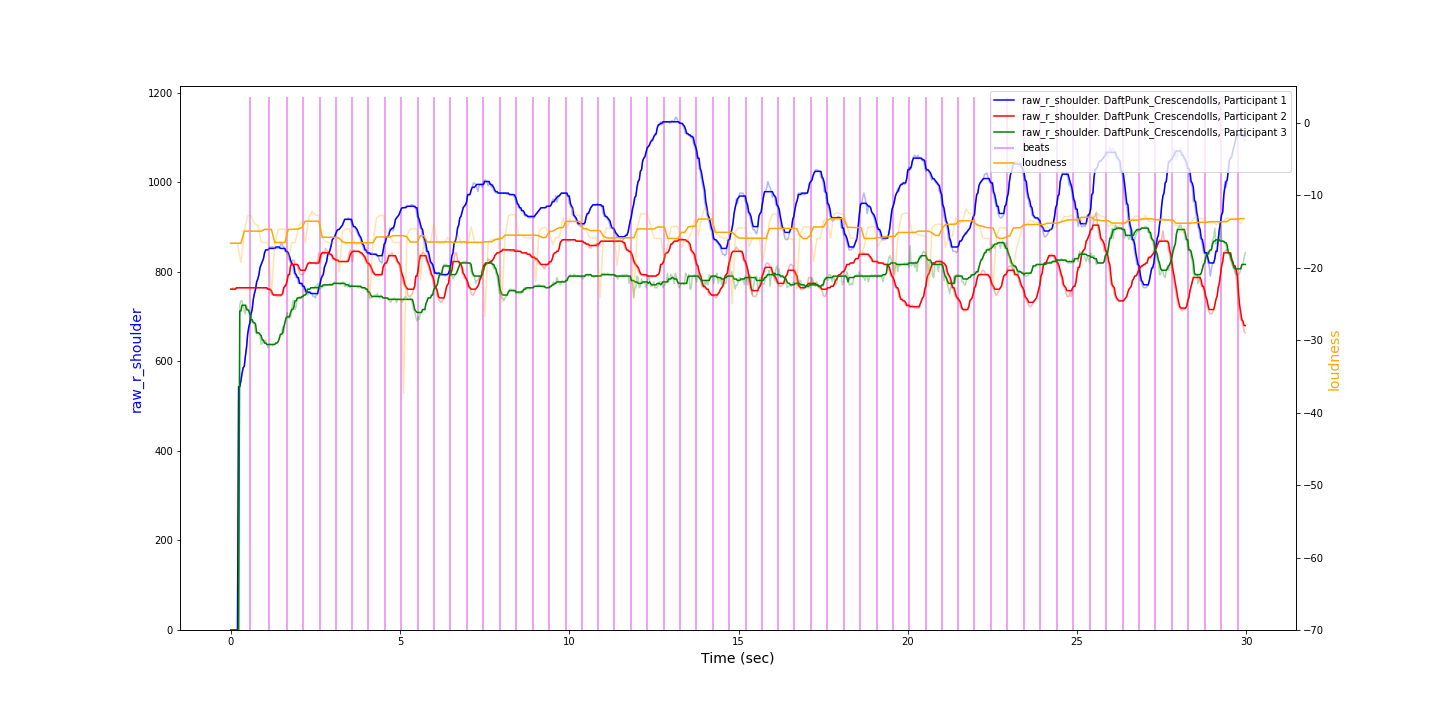 1200
1000
800
600
400
200
0
raw_r_shoulder
raw_r_shoulder. DaftPunk_Crescendolls, Participant 1
raw_r_shoulder. DaftPunk_Crescendolls, Participant 2
raw_r_shoulder. DaftPunk_Crescendolls, Participant 3
beats
loudness
0
−10
−20
−30
−40
−50
−60
−70
loudness
0
5
10
15
20
25
30
Time (sec)